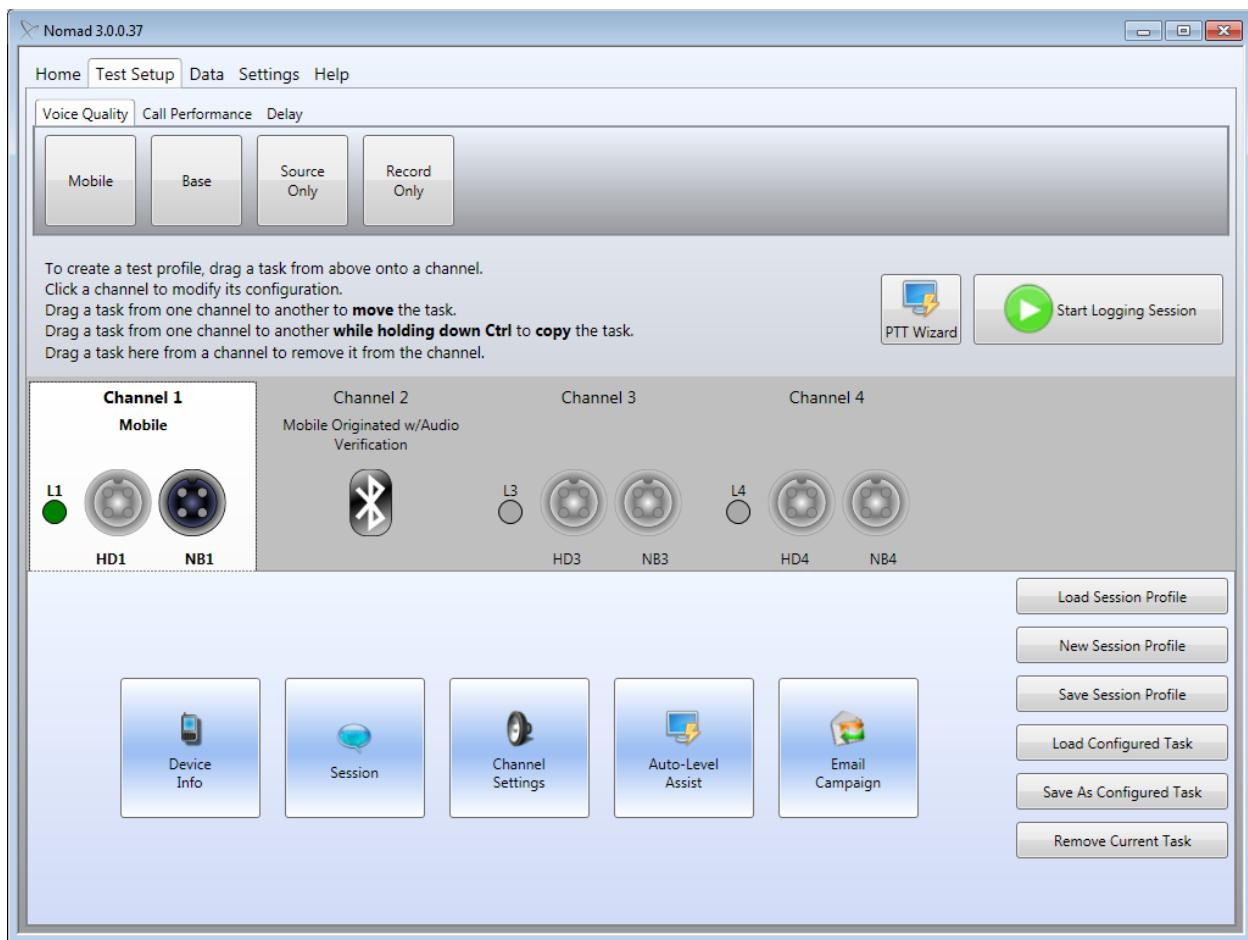 Nomad 3.0.0.37
Home Test Setup Data Settings Help
Voice Quality Call Performance Delay
Mobile
Base
Source
Only
Record
Only
To create a test profile, drag a task from above onto a channel.
Click a channel to modify its configuration.
Drag a task from one channel to another to move the task.
Drag a task from one channel to another while holding down Ctrl to copy the task.
Drag a task here from a channel to remove it from the channel.
PTT Wizard
Start Logging Session
Channel 1
Mobile
L1
HD1 NB1
Channel 2
Mobile Originated w/Audio
Verification
Channel 3
L3
HD3 NB3
Channel 4
L4
HD4 NB4
Device
Info
Session
Channel
Settings
Auto-Level
Assist
Email
Campaign
Load Session Profile
New Session Profile
Save Session Profile
Load Configured Task
Save As Configured Task
Remove Current Task